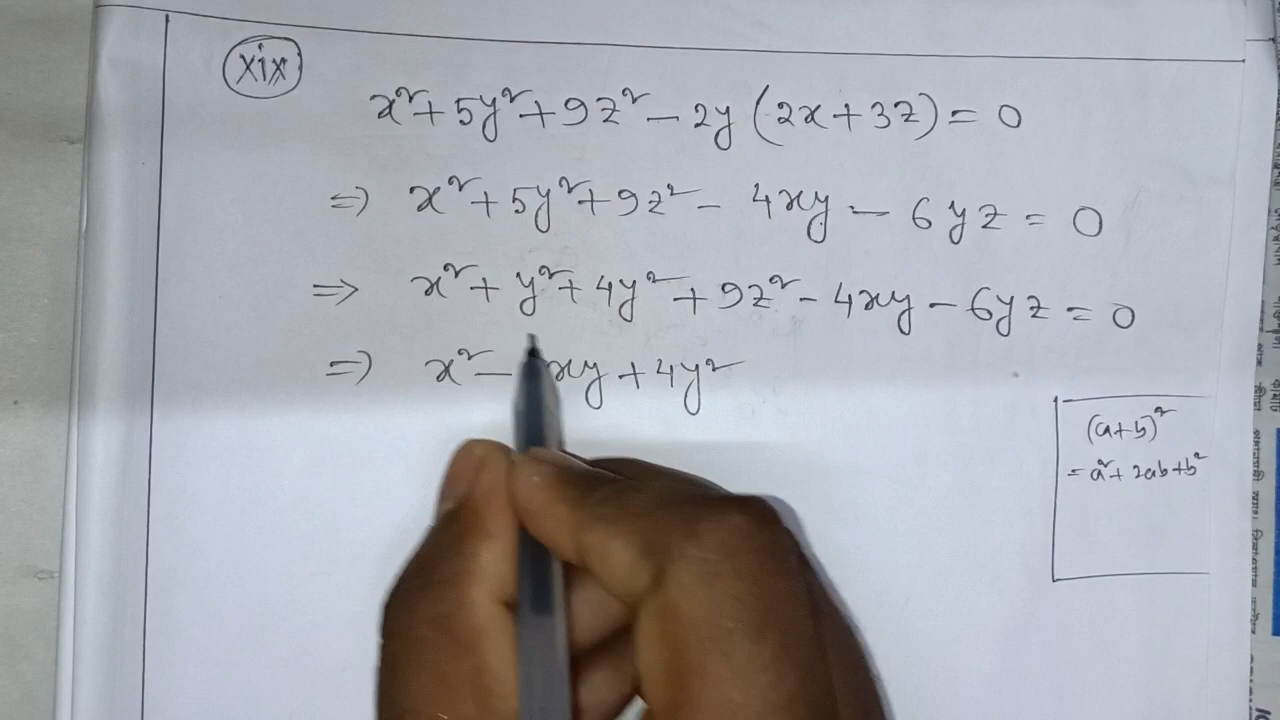 xix
x² + 5y² + 9z² - 2y (2x + 3z) = 0
⇒ x² + 5y² + 9z² - 4xy - 6yz = 0
⇒ x² + y² + 4y² + 9z² - 4xy - 6yz = 0
⇒ x² - xy + 4y²
(a+b)²
= a² + 2ab + b²